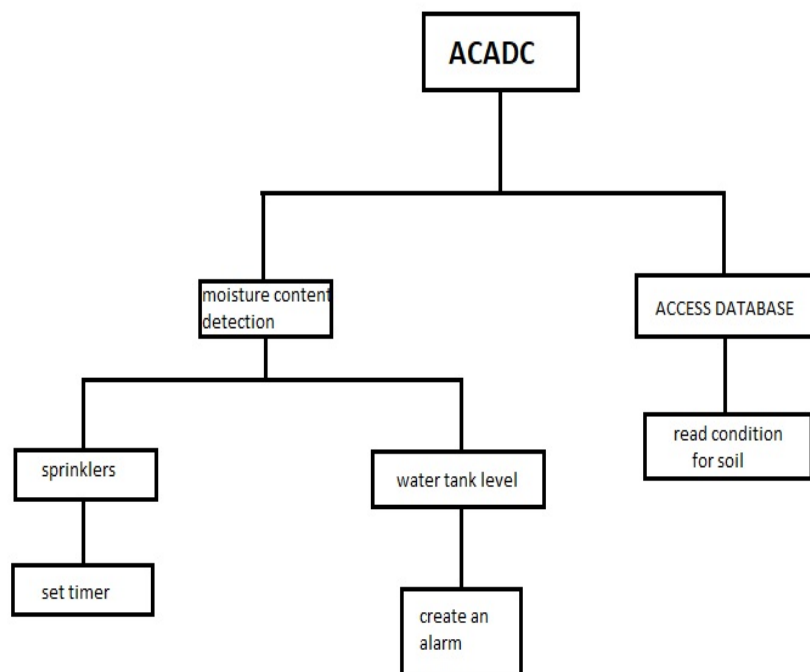 ACADC
moisture content
detection
ACCESS DATABASE
read condition
for soil
sprinklers
water tank level
set timer
create an
alarm